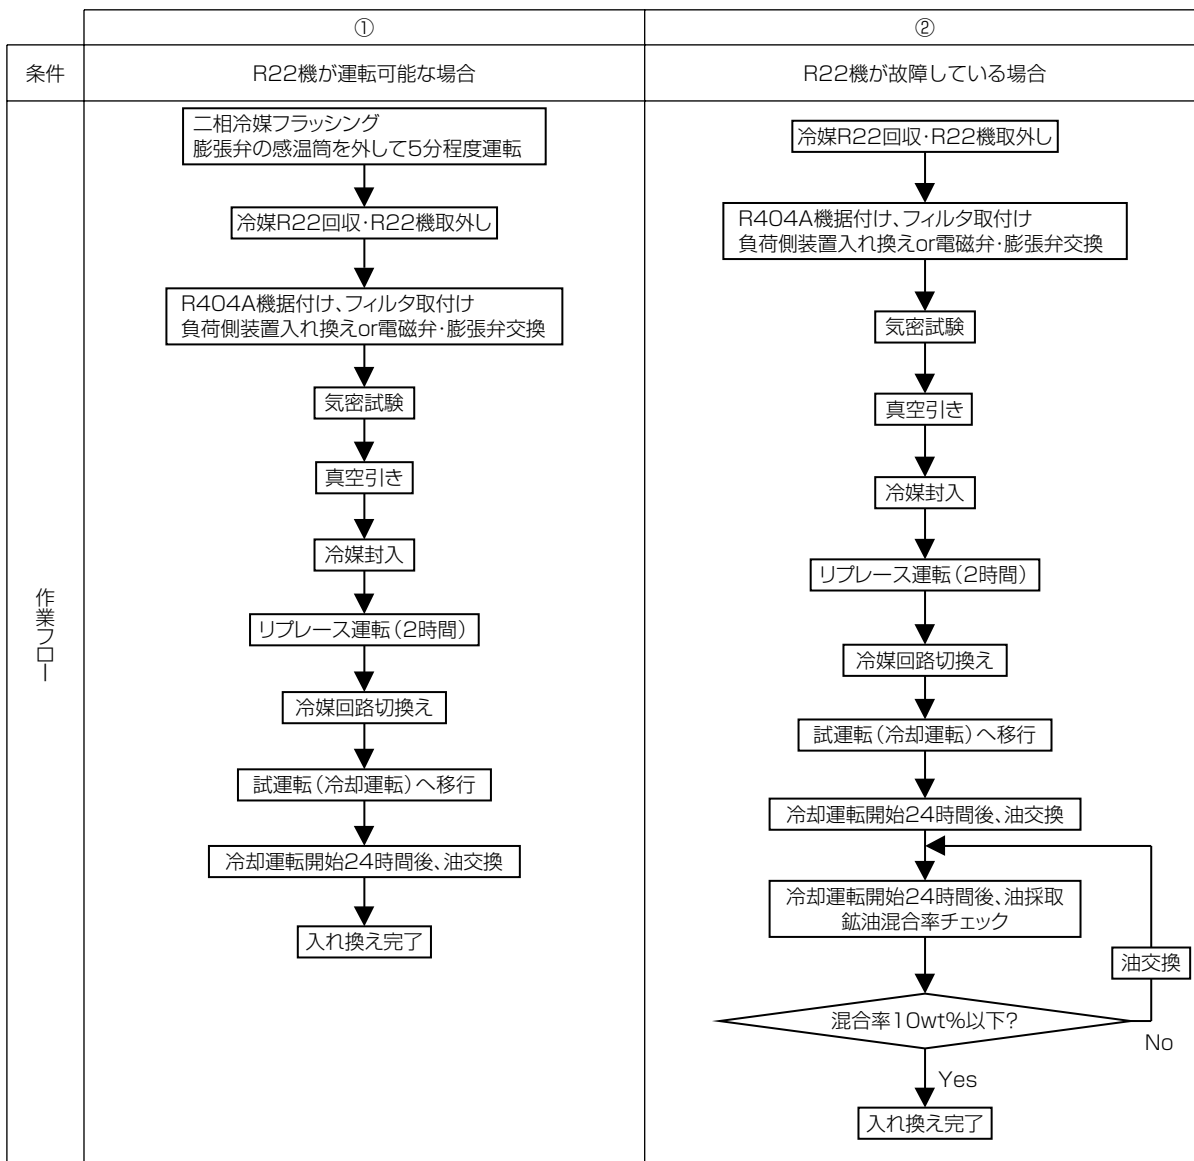 ①
②
条件
R22機が運転可能な場合
R22機が故障している場合
作業フロー
二相冷媒フラッシング
膨張弁の感温筒を外して5分程度運転
冷媒R22回収・R22機取外し
R404A機据付け、フィルタ取付け
負荷側装置入れ換えor電磁弁・膨張弁交換
気密試験
真空引き
冷媒封入
リプレース運転(2時間)
冷媒回路切換え
試運転(冷却運転)へ移行
冷却運転開始24時間後、油交換
入れ換え完了
冷媒R22回収・R22機取外し
R404A機据付け、フィルタ取付け
負荷側装置入れ換えor電磁弁・膨張弁交換
気密試験
真空引き
冷媒封入
リプレース運転(2時間)
冷媒回路切換え
試運転(冷却運転)へ移行
冷却運転開始24時間後、油交換
冷却運転開始24時間後、油採取
鉱油混合率チェック
油交換
混合率10wt%以下?
No
Yes
入れ換え完了